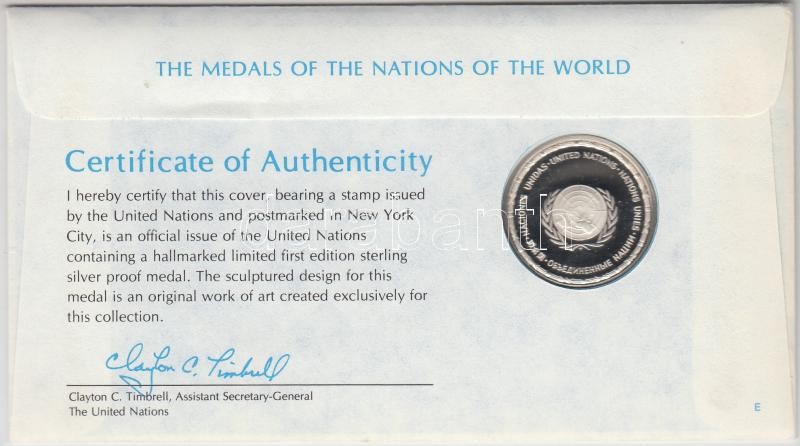 THE MEDALS OF THE NATIONS OF THE WORLD
Certificate of Authenticity
I hereby certify that this cover, bearing a stamp issued
by the United Nations and postmarked in New York
City, is an official issue of the United Nations
containing a hallmarked limited first edition sterling
silver proof medal. The sculptured design for this
medal is an original work of art created exclusively for
this collection.
Clayton C. Timbrell
Clayton C. Timbrell, Assistant Secretary-General
The United Nations
NACIONES UNIDAS · UNITED NATIONS · NATIONS UNIES ·
ОБЪЕДИНЕННЫЕ НАЦИИ
E
darabanth